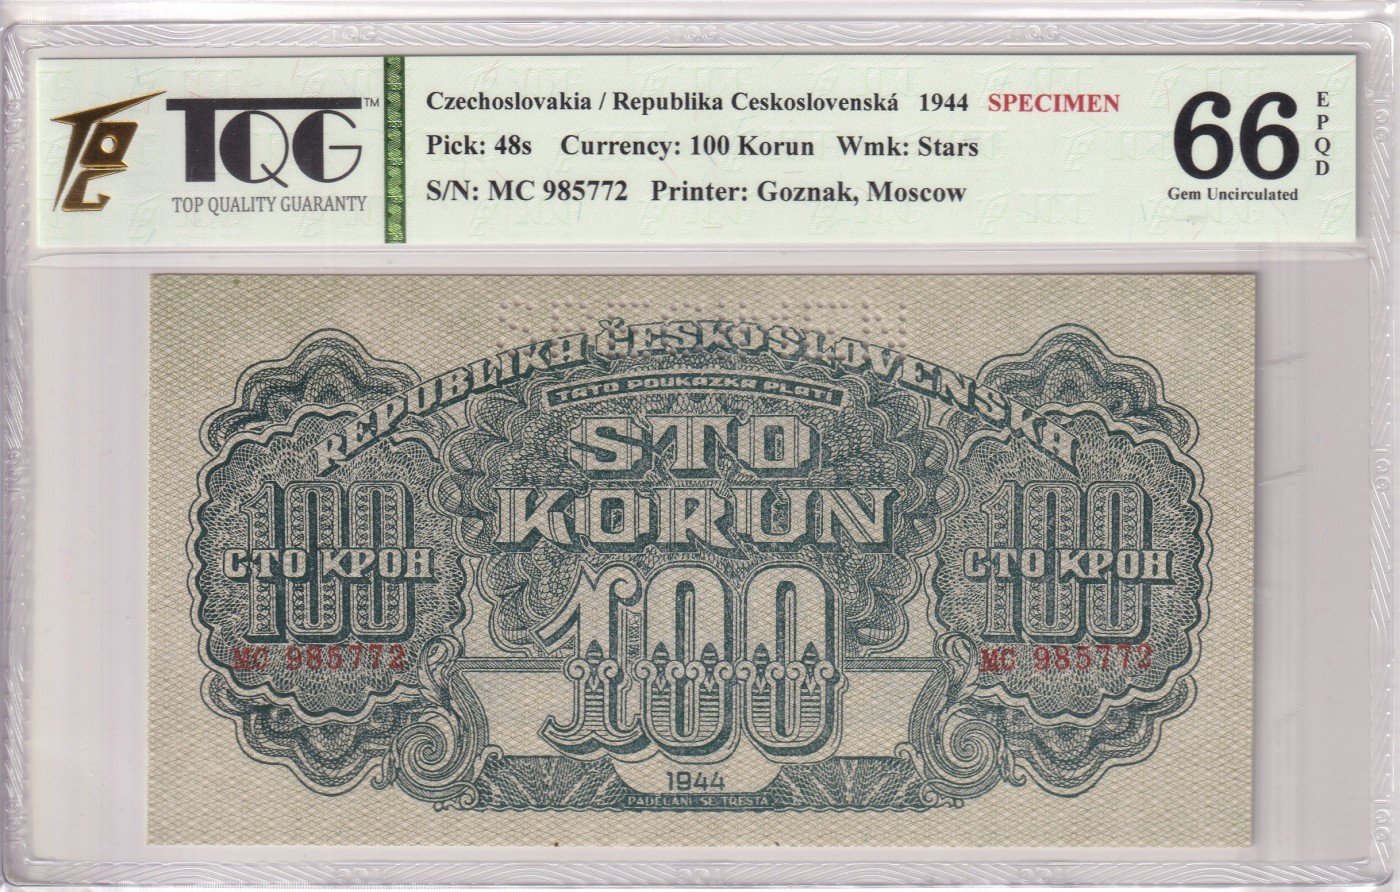 TQG™
TOP QUALITY GUARANTY
Czechoslovakia / Republika Ceskoslovenská 1944 SPECIMEN
Pick: 48s Currency: 100 Korun Wmk: Stars
S/N: MC 985772 Printer: Goznak, Moscow
66
EPQD
Gem Uncirculated
SPECIMEN
REPUBLIKA ČESKOSLOVENSKÁ
TATO POUKÁZKA PLATÍ
STO
KORUN
100
100
100
СТО КРОН
СТО КРОН
MC 985772
MC 985772
1944
PADĚLÁNÍ SE TRESTÁ